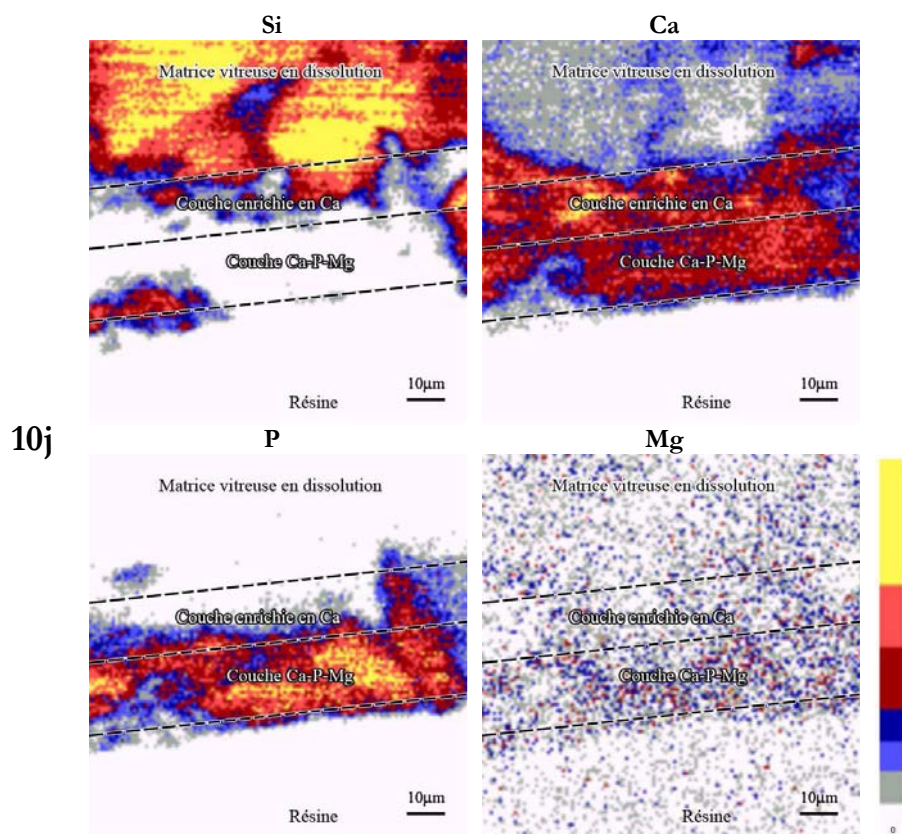 Si
Ca
Matrice vitreuse en dissolution
Matrice vitreuse en dissolution
Couche enrichie en Ca
Couche enrichie en Ca
Couche Ca-P-Mg
Couche Ca-P-Mg
10µm
10µm
Résine
Résine
10j
P
Mg
Matrice vitreuse en dissolution
Matrice vitreuse en dissolution
Couche enrichie en Ca
Couche enrichie en Ca
Couche Ca-P-Mg
Couche Ca-P-Mg
10µm
10µm
Résine
Résine
0